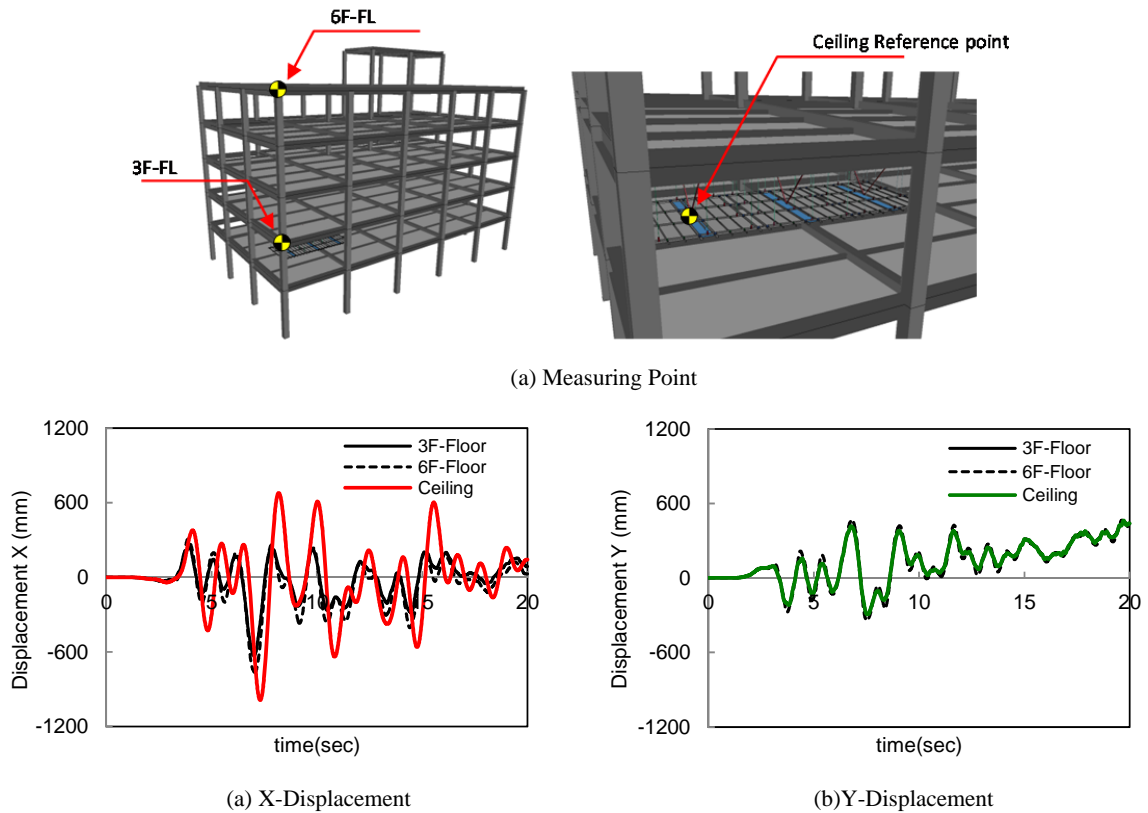 6F-FL
3F-FL
Ceiling Reference point
(a) Measuring Point
1200
600
0
-600
-1200
Displacement X (mm)
3F-Floor
6F-Floor
Ceiling
0
5
10
15
20
time(sec)
(a) X-Displacement
1200
600
0
-600
-1200
Displacement Y (mm)
3F-Floor
6F-Floor
Ceiling
0
5
10
15
20
time(sec)
(b)Y-Displacement